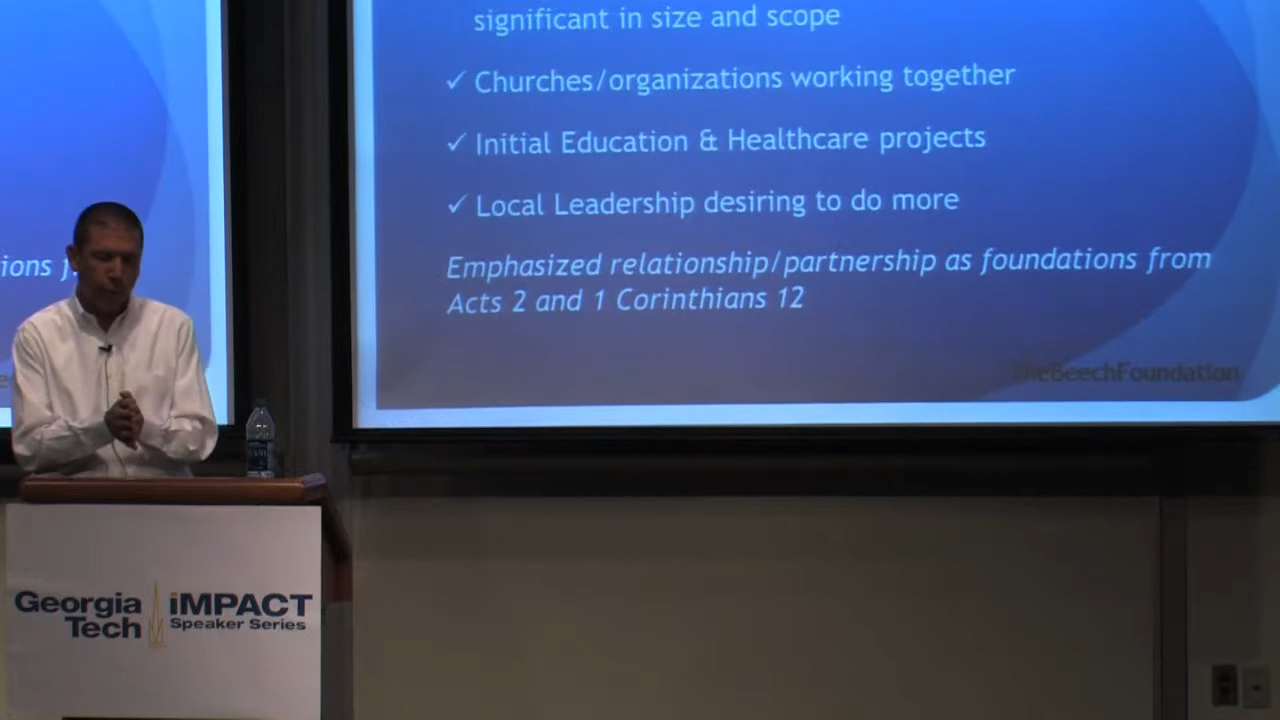 significant in size and scope
✓ Churches/organizations working together
✓ Initial Education & Healthcare projects
✓ Local Leadership desiring to do more
Emphasized relationship/partnership as foundations from
Acts 2 and 1 Corinthians 12
TheBeechFoundation
ions f
Georgia
Tech
iMPACT
Speaker Series